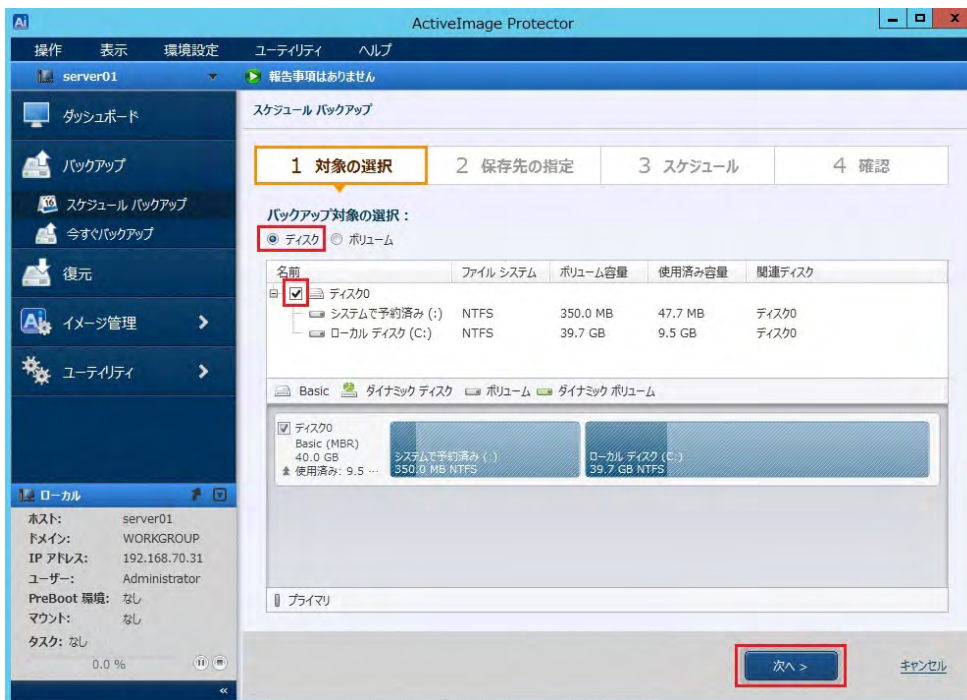 Ai ActiveImage Protector
操作 表示 環境設定 ユーティリティ ヘルプ
server01
報告事項はありません
ダッシュボード
バックアップ
スケジュール バックアップ
今すぐバックアップ
復元
イメージ管理
ユーティリティ
スケジュール バックアップ
1 対象の選択 2 保存先の指定 3 スケジュール 4 確認
バックアップ対象の選択：
ディスク ボリューム
名前 ファイル システム ボリューム容量 使用済み容量 関連ディスク
ディスク0
システムで予約済み (:) NTFS 350.0 MB 47.7 MB ディスク0
ローカル ディスク (C:) NTFS 39.7 GB 9.5 GB ディスク0
Basic ダイナミック ディスク ボリューム ダイナミック ボリューム
ディスク0
Basic (MBR)
40.0 GB
使用済み: 9.5 ...
システムで予約済み (:)
350.0 MB NTFS
ローカル ディスク (C:)
39.7 GB NTFS
プライマリ
ローカル
ホスト: server01
ドメイン: WORKGROUP
IP アドレス: 192.168.70.31
ユーザー: Administrator
PreBoot 環境: なし
マウント: なし
タスク: なし
0.0 %
«
次へ >
キャンセル